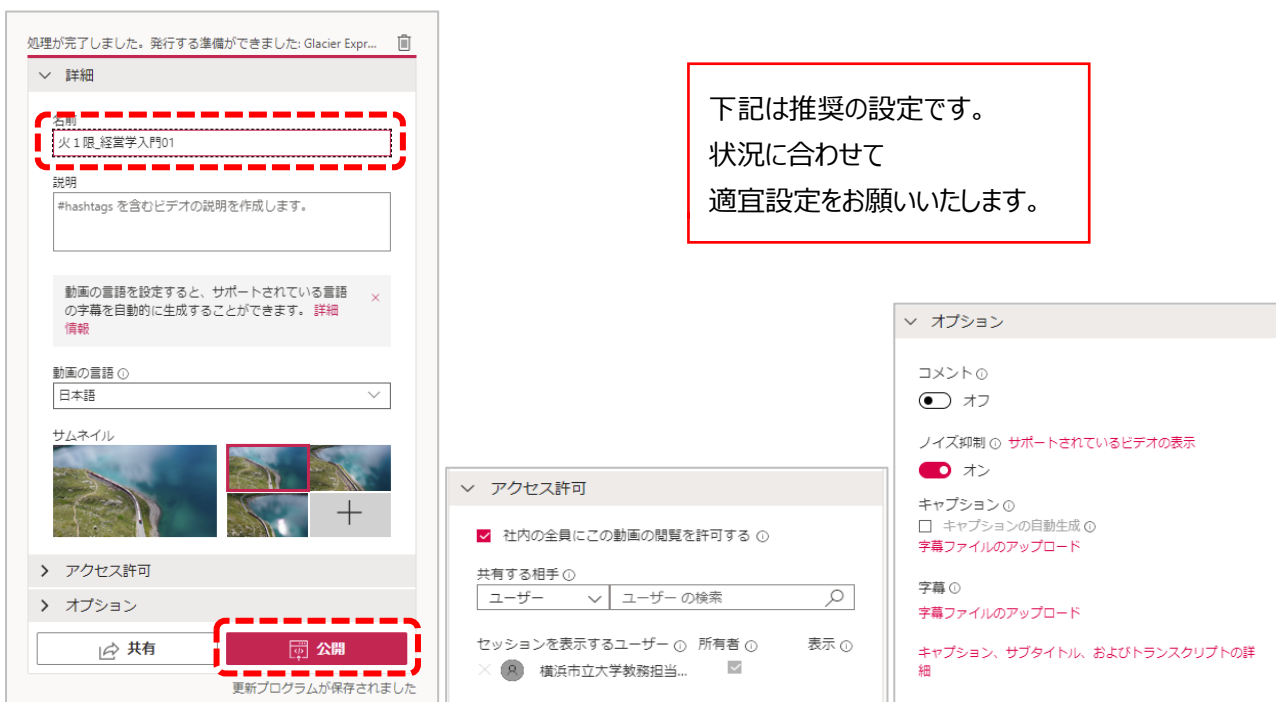 処理が完了しました。発行する準備ができました: Glacier Expr...
詳細
名前
火１限_経営学入門01
説明
#hashtags を含むビデオの説明を作成します。
動画の言語を設定すると、サポートされている言語
の字幕を自動的に生成することができます。 詳細
情報
動画の言語
日本語
サムネイル
アクセス許可
オプション
共有
公開
更新プログラムが保存されました
下記は推奨の設定です。
状況に合わせて
適宜設定をお願いいたします。
アクセス許可
社内の全員にこの動画の閲覧を許可する
共有する相手
ユーザー
ユーザー の検索
セッションを表示するユーザー 所有者 表示
横浜市立大学教務担当...
オプション
コメント
オフ
ノイズ抑制 サポートされているビデオの表示
オン
キャプション
キャプションの自動生成
字幕ファイルのアップロード
字幕
字幕ファイルのアップロード
キャプション、サブタイトル、およびトランスクリプトの詳
細